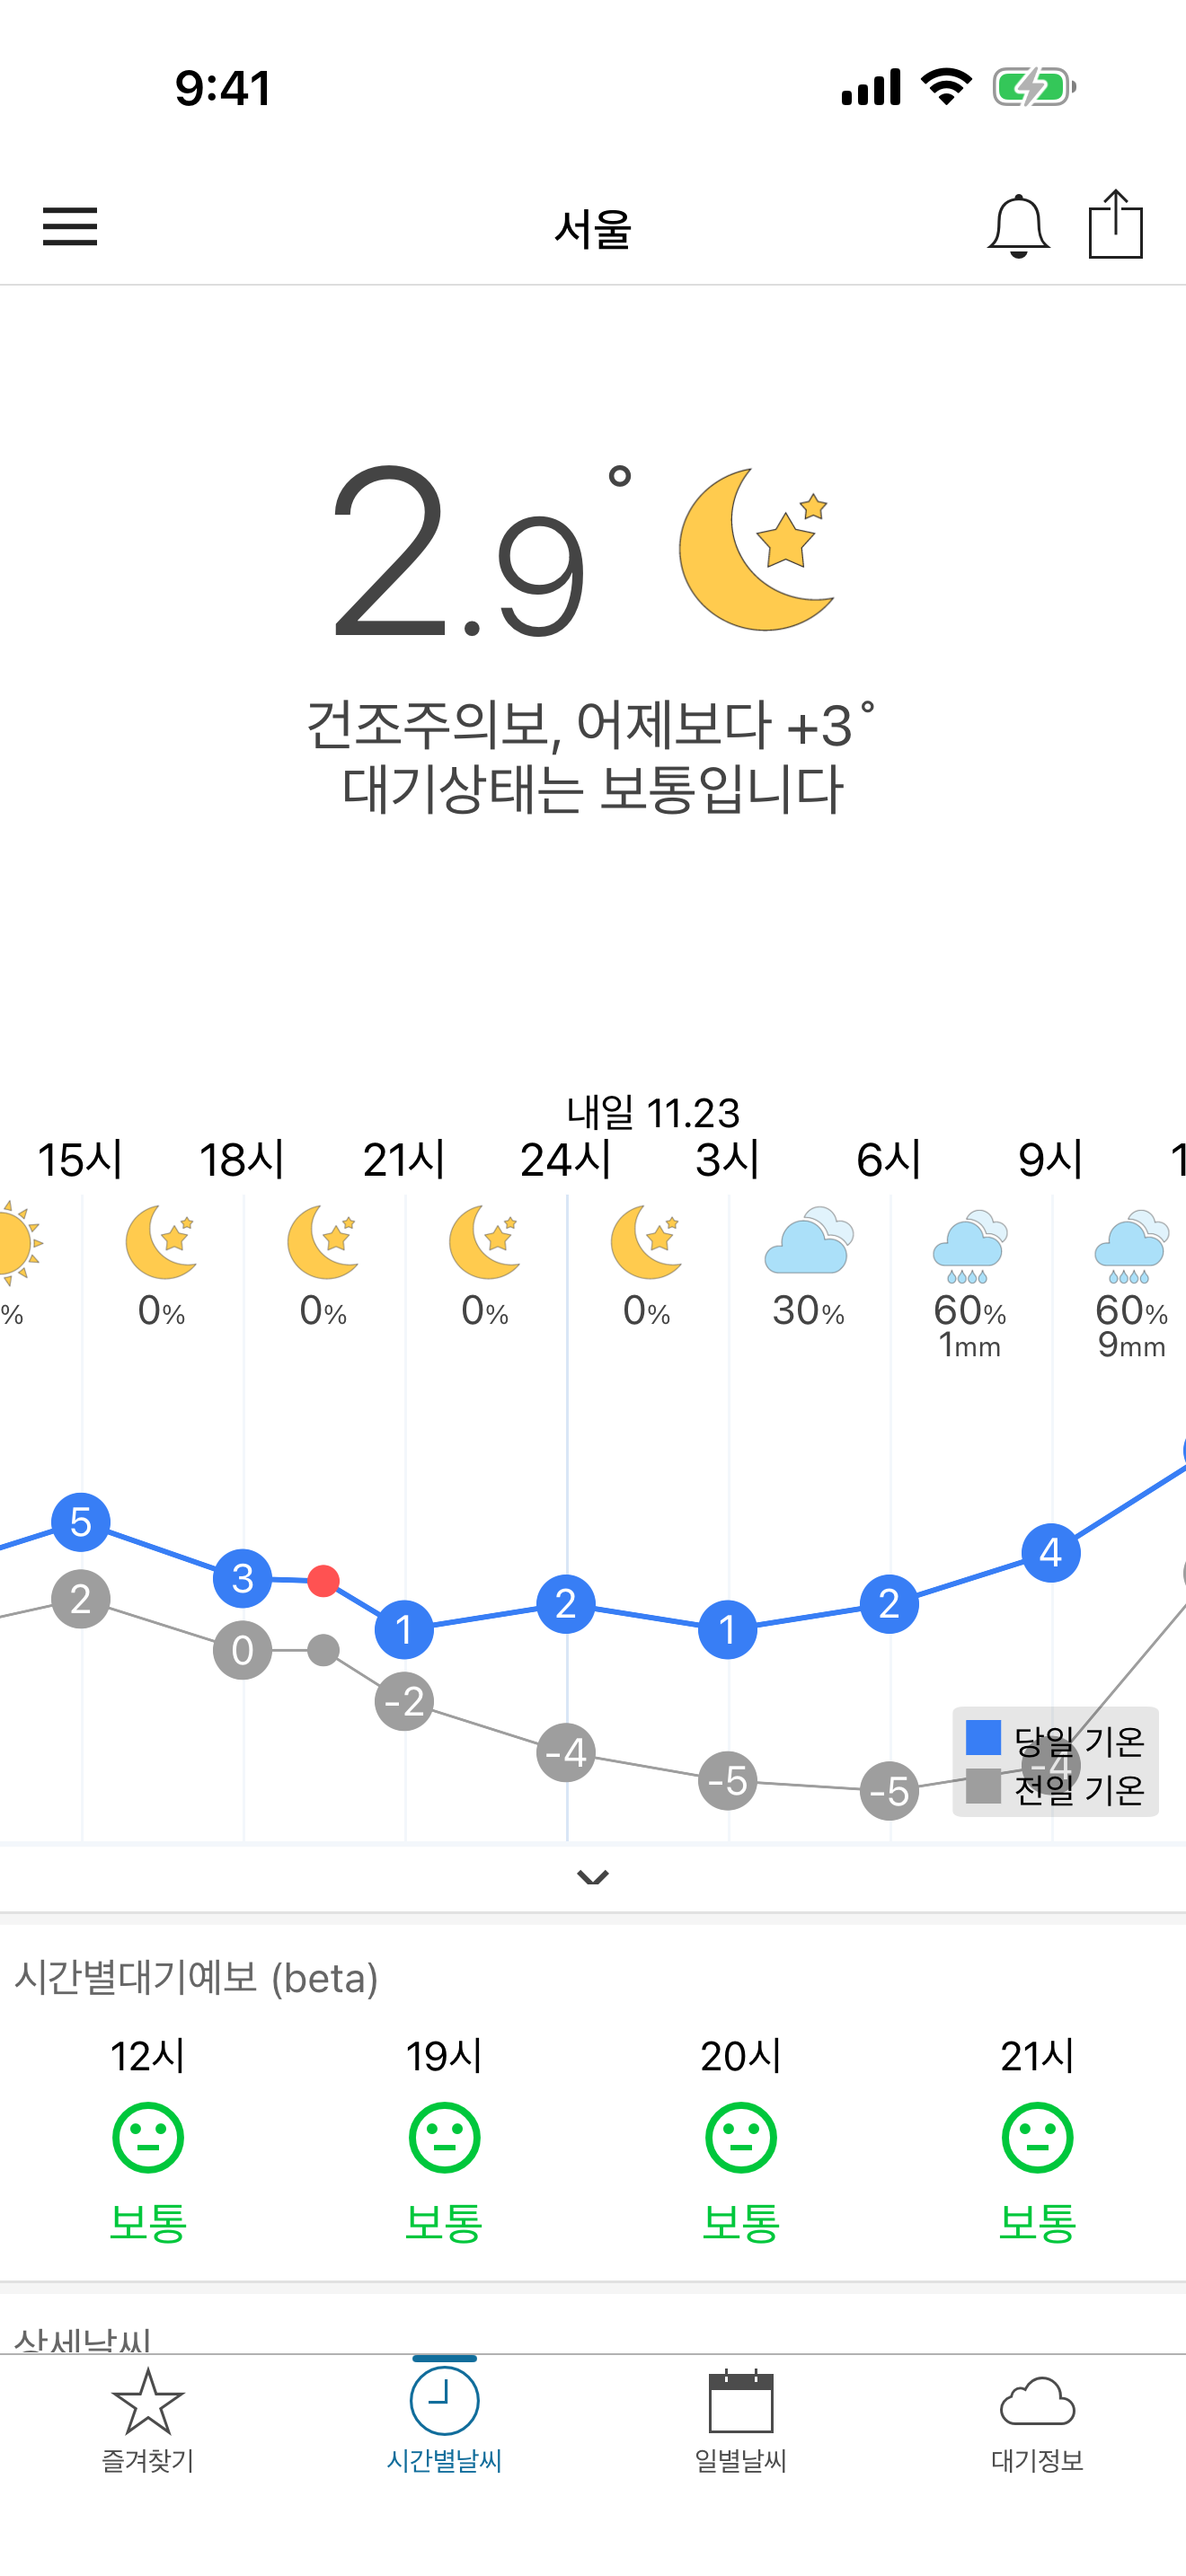 9:41
서울
2.9°
건조주의보, 어제보다 +3°
대기상태는 보통입니다
내일 11.23
15시 18시 21시 24시 3시 6시 9시 1
% 0% 0% 0% 0% 30% 60% 60%
1mm 9mm
5 3 1 2 1 2 4
2 0 -2 -4 -5 -5 -4
당일 기온
전일 기온
시간별대기예보 (beta)
12시 19시 20시 21시
보통 보통 보통 보통
상세날씨
즐겨찾기 시간별날씨 일별날씨 대기정보